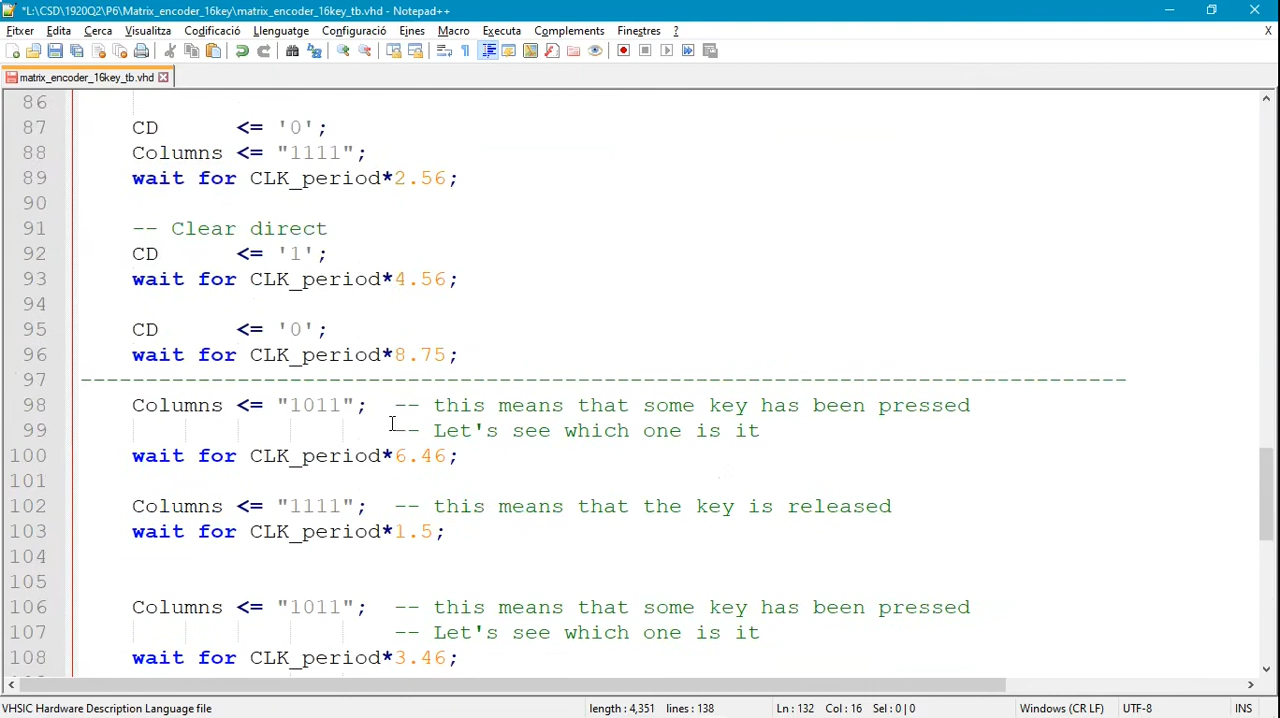 *L:\CSD\1920Q2\P6\Matrix_encoder_16key\matrix_encoder_16key_tb.vhd - Notepad++
Fitxer Edita Cerca Visualitza Codificació Llenguatge Configuració Eines Macro Executa Complements Finestres ? X
matrix_encoder_16key_tb.vhd
86
87 CD <= '0';
88 Columns <= "1111";
89 wait for CLK_period*2.56;
90
91 -- Clear direct
92 CD <= '1';
93 wait for CLK_period*4.56;
94
95 CD <= '0';
96 wait for CLK_period*8.75;
97 --------------------------------------------------------------------------------
98 Columns <= "1011"; -- this means that some key has been pressed
99 -- Let's see which one is it
100 wait for CLK_period*6.46;
101
102 Columns <= "1111"; -- this means that the key is released
103 wait for CLK_period*1.5;
104
105
106 Columns <= "1011"; -- this means that some key has been pressed
107 -- Let's see which one is it
108 wait for CLK_period*3.46;
VHSIC Hardware Description Language file length : 4,351 lines : 138 Ln : 132 Col : 16 Sel : 0 | 0 Windows (CR LF) UTF-8 INS